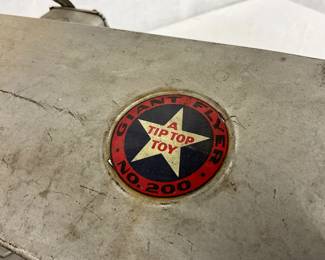 GIANT FLYER
A
TIP TOP
TOY
NO. 200